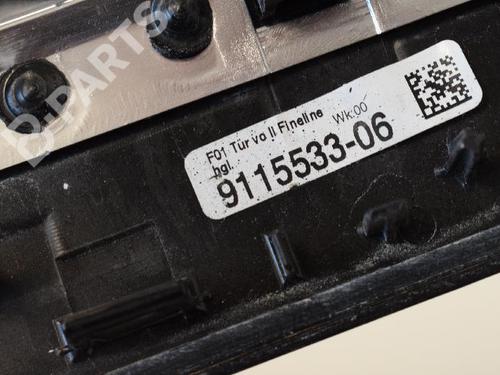 B-PARTS
F01 Tür vo li Fineline
hgl. Wk:00
9115533-06